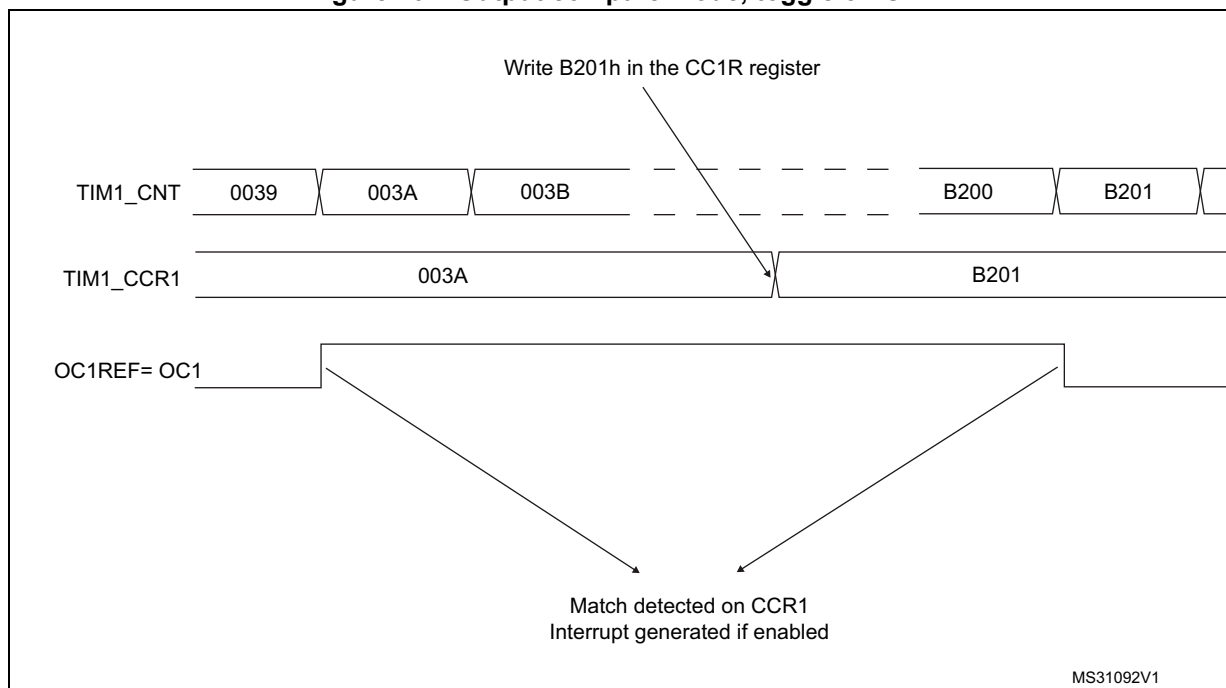 Write B201h in the CC1R register
TIM1_CNT 0039 003A 003B B200 B201
TIM1_CCR1 003A B201
OC1REF= OC1
Match detected on CCR1
Interrupt generated if enabled
MS31092V1